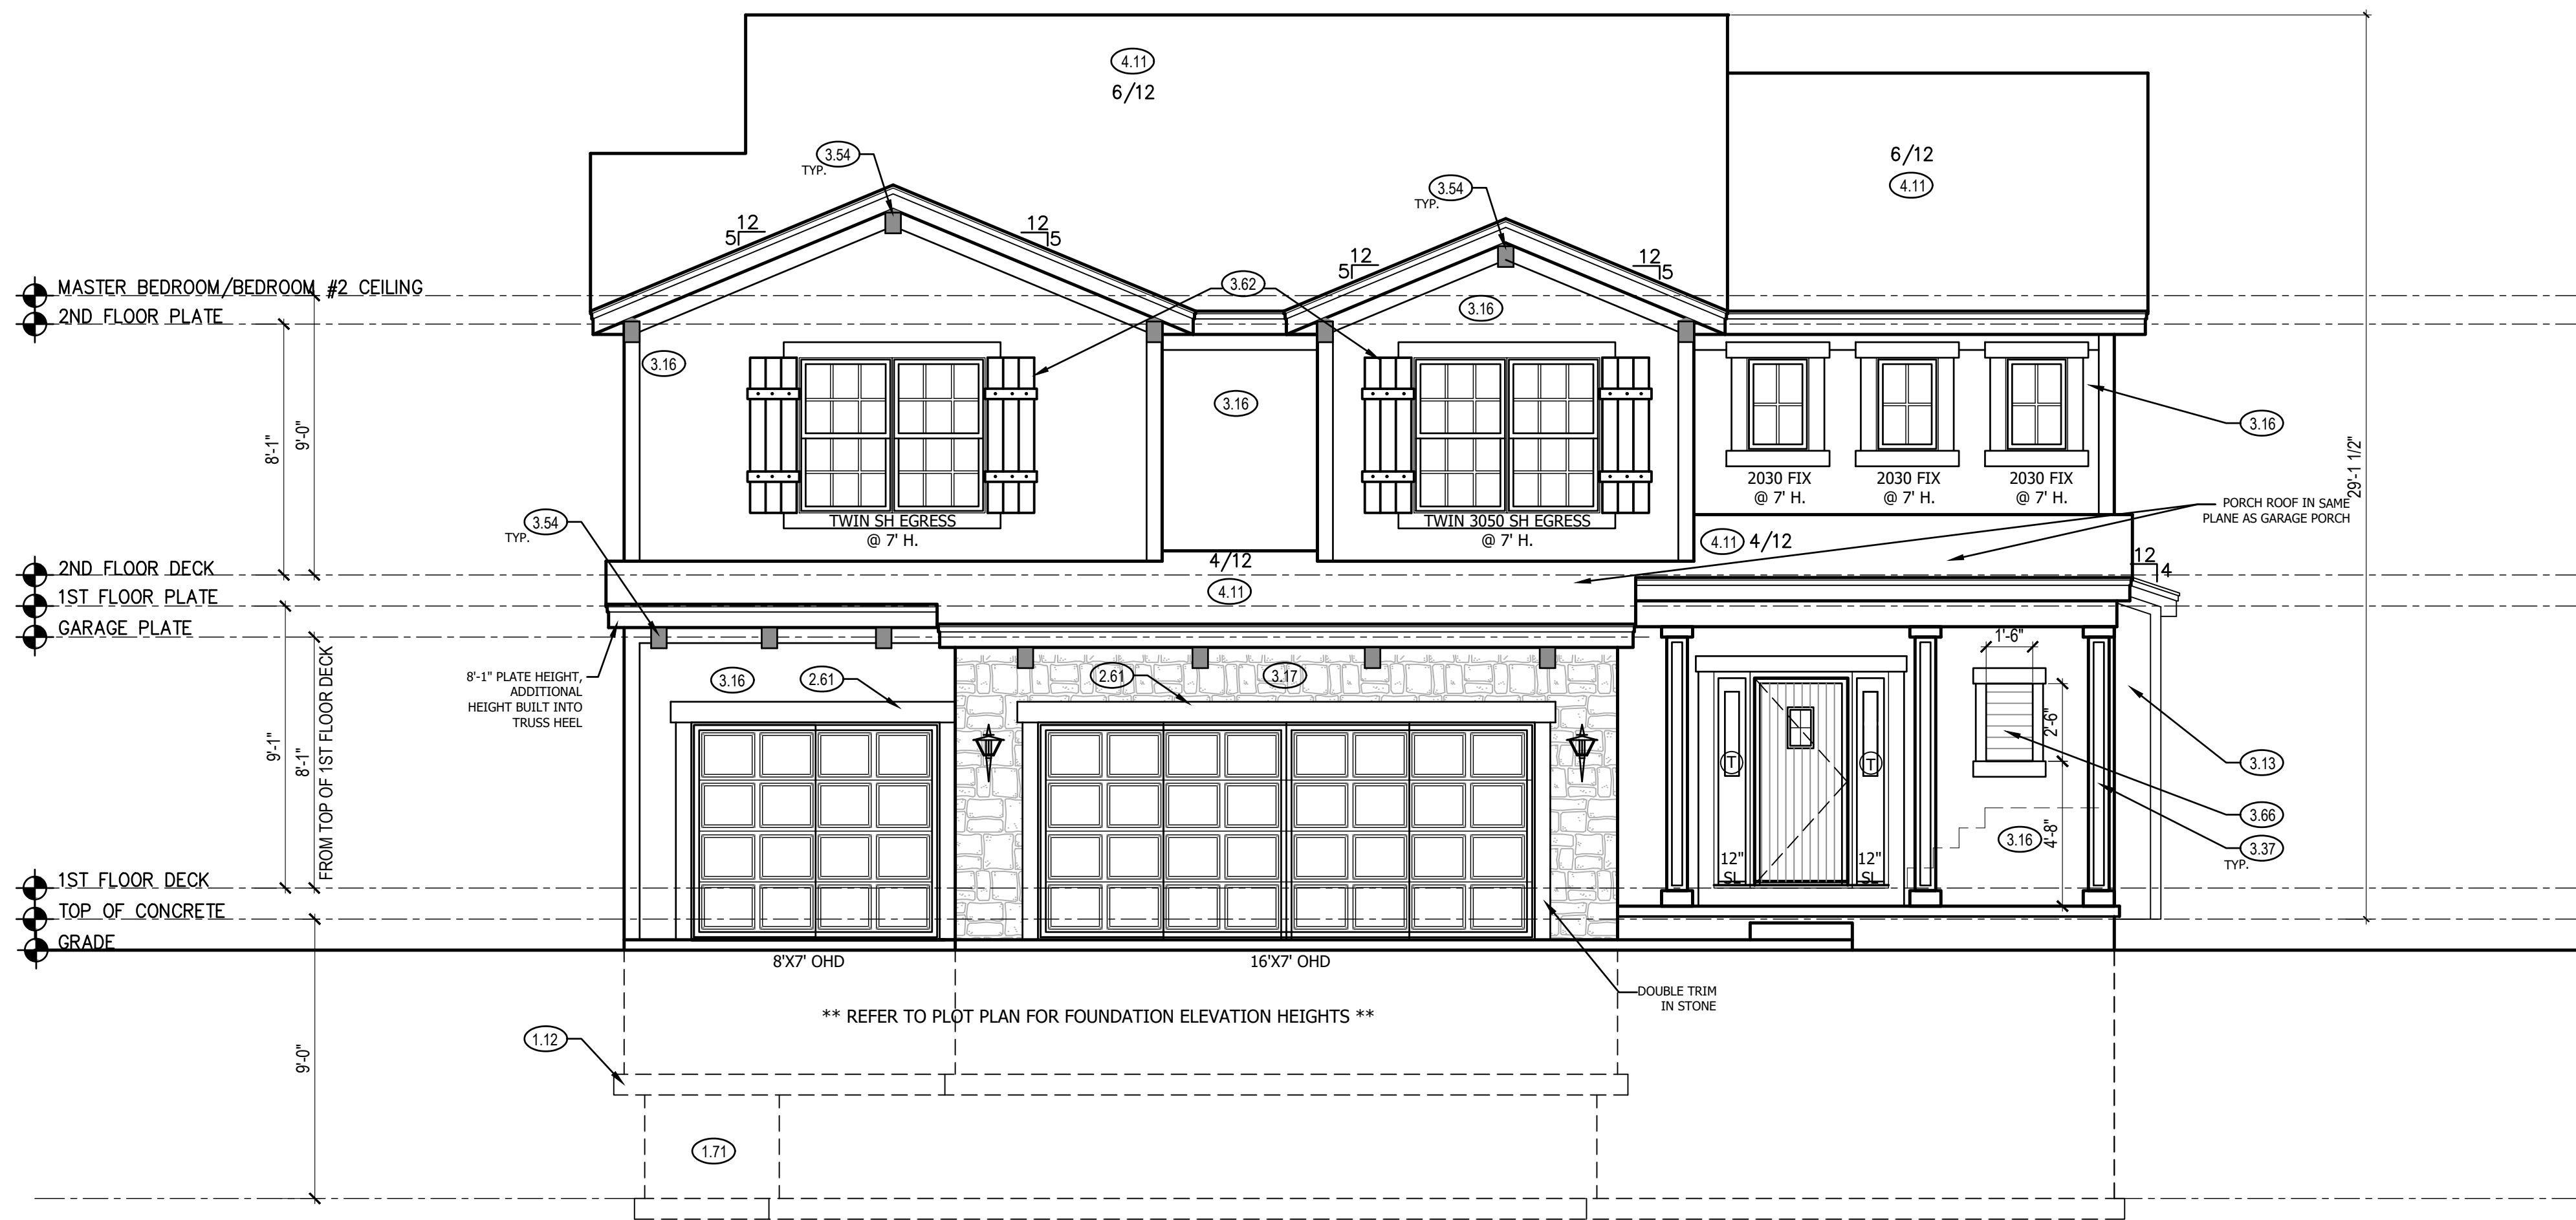 4.11
6/12
3.54
TYP.
6/12
4.11
3.54
TYP.
12
5
12
5
12
5
12
5
MASTER BEDROOM/BEDROOM #2 CEILING
2ND FLOOR PLATE
3.62
3.16
3.16
3.16
3.16
8'-1"
9'-0"
29'-1 1/2"
2030 FIX
@ 7' H.
2030 FIX
@ 7' H.
2030 FIX
@ 7' H.
TWIN SH EGRESS
@ 7' H.
TWIN 3050 SH EGRESS
@ 7' H.
PORCH ROOF IN SAME
PLANE AS GARAGE PORCH
3.54
TYP.
4.11 4/12
4/12
4.11
12
4
2ND FLOOR DECK
1ST FLOOR PLATE
GARAGE PLATE
8'-1" PLATE HEIGHT,
ADDITIONAL
HEIGHT BUILT INTO
TRUSS HEEL
3.16
2.61
2.61
3.17
1'-6"
2'-6"
4'-8"
9'-1"
8'-1"
FROM TOP OF 1ST FLOOR DECK
T
T
3.13
3.66
3.37
TYP.
3.16
12"
SL
12"
SL
1ST FLOOR DECK
TOP OF CONCRETE
GRADE
8'X7' OHD
16'X7' OHD
DOUBLE TRIM
IN STONE
** REFER TO PLOT PLAN FOR FOUNDATION ELEVATION HEIGHTS **
1.12
9'-0"
1.71